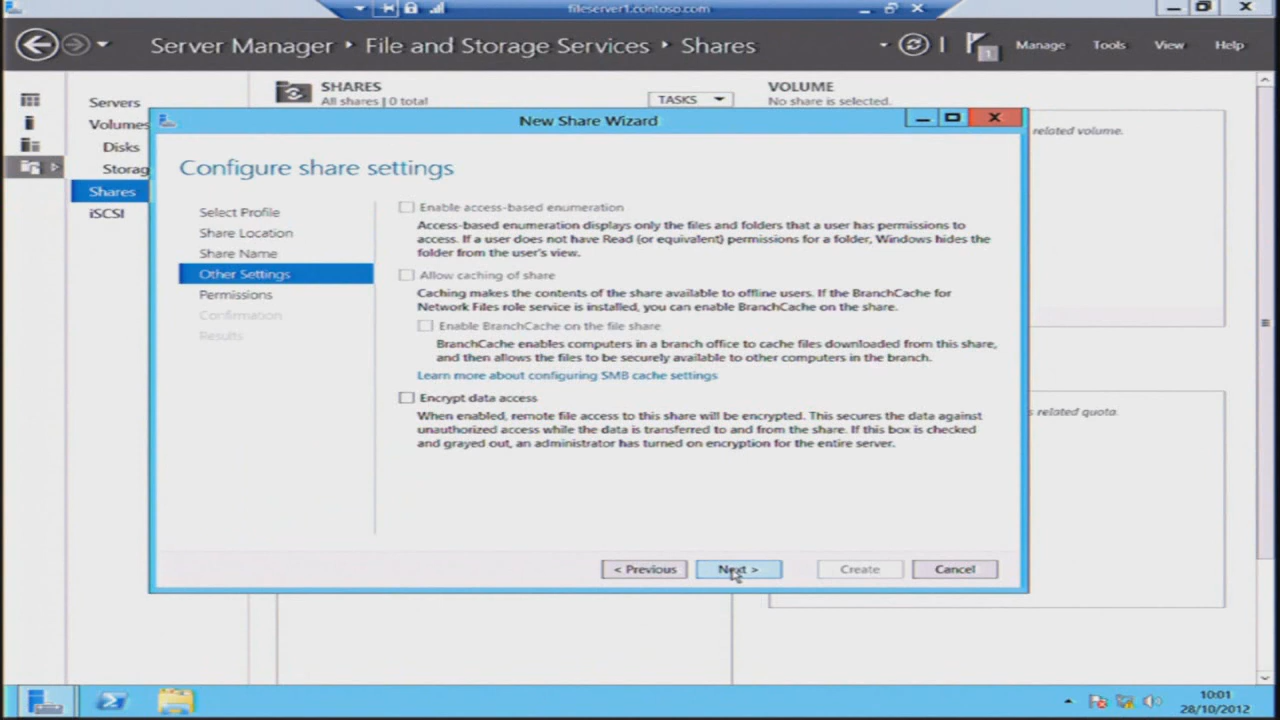 fileserver1.contoso.com
Server Manager ‣ File and Storage Services ‣ Shares
1
Manage
Tools
View
Help
Servers
Volumes
Disks
Storag
Shares
iSCSI
SHARES
All shares | 0 total
TASKS
VOLUME
No share is selected.
related volume.
s related quota.
New Share Wizard
Configure share settings
Select Profile
Share Location
Share Name
Other Settings
Permissions
Confirmation
Results
Enable access-based enumeration
Access-based enumeration displays only the files and folders that a user has permissions to
access. If a user does not have Read (or equivalent) permissions for a folder, Windows hides the
folder from the user's view.
Allow caching of share
Caching makes the contents of the share available to offline users. If the BranchCache for
Network Files role service is installed, you can enable BranchCache on the share.
Enable BranchCache on the file share
BranchCache enables computers in a branch office to cache files downloaded from this share,
and then allows the files to be securely available to other computers in the branch.
Learn more about configuring SMB cache settings
Encrypt data access
When enabled, remote file access to this share will be encrypted. This secures the data against
unauthorized access while the data is transferred to and from the share. If this box is checked
and grayed out, an administrator has turned on encryption for the entire server.
< Previous
Next >
Create
Cancel
10:01
28/10/2012